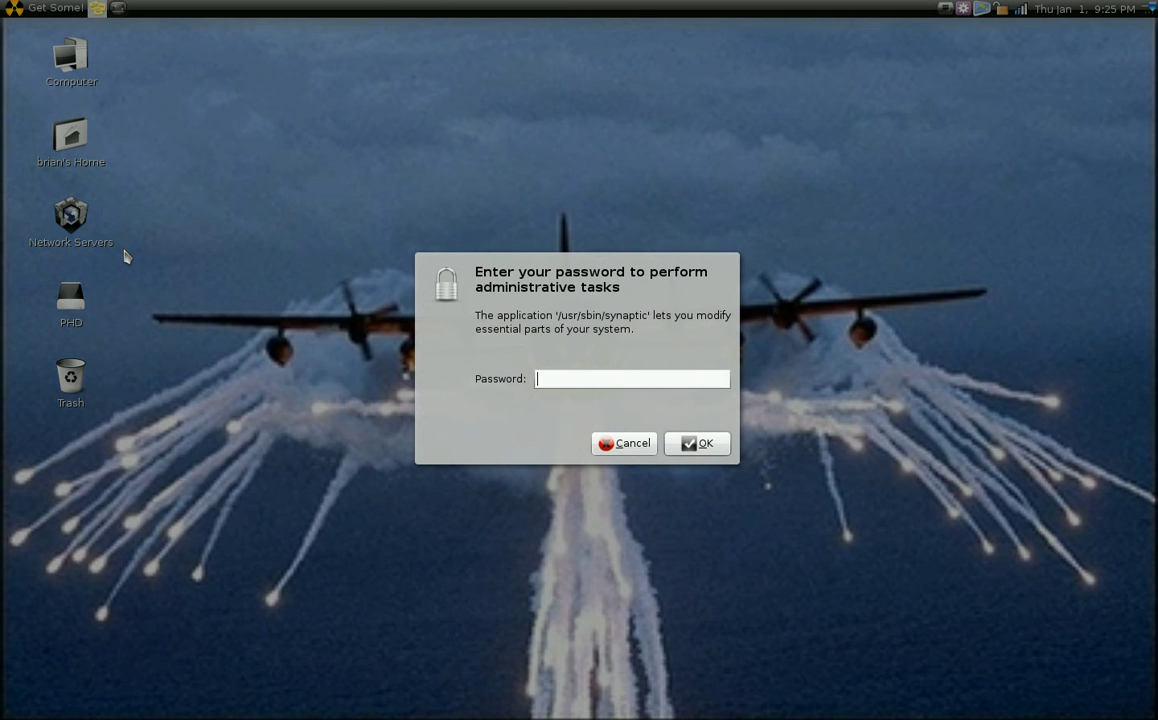 Get Some!
Thu Jan 1, 9:25 PM
Computer
brian's Home
Network Servers
PHD
Trash
Enter your password to perform
administrative tasks
The application '/usr/sbin/synaptic' lets you modify
essential parts of your system.
Password:
Cancel
OK